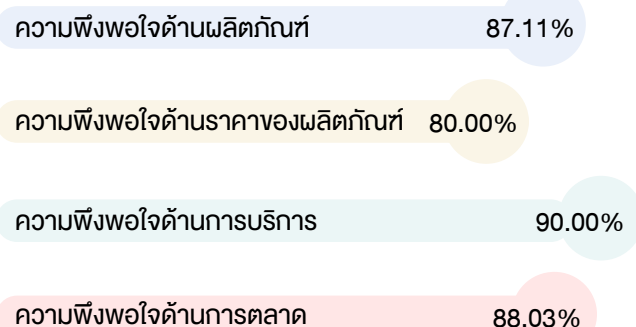 ความพึงพอใจด้านผลิตภัณฑ์ 87.11%
ความพึงพอใจด้านราคาของผลิตภัณฑ์ 80.00%
ความพึงพอใจด้านการบริการ 90.00%
ความพึงพอใจด้านการตลาด 88.03%